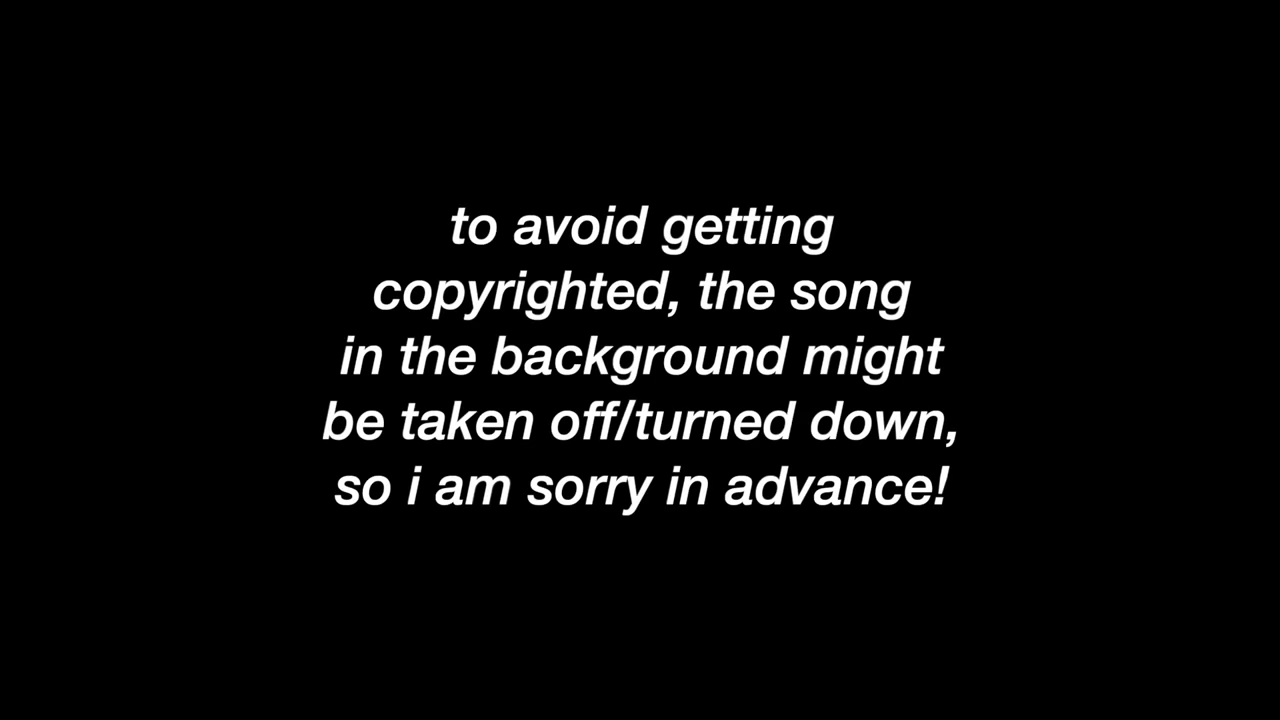 to avoid getting
copyrighted, the song
in the background might
be taken off/turned down,
so i am sorry in advance!